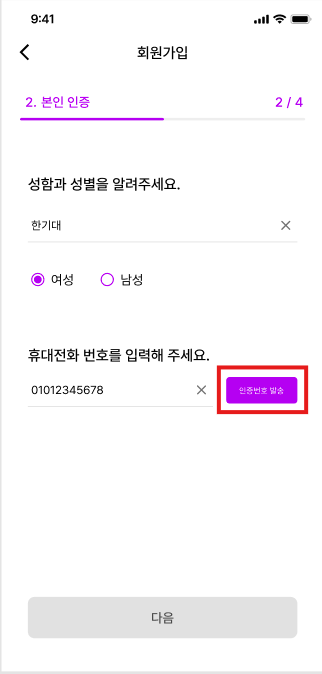 9:41
회원가입
2. 본인 인증
2 / 4
성함과 성별을 알려주세요.
한기대
여성
남성
휴대전화 번호를 입력해 주세요.
01012345678
인증번호 발송
다음